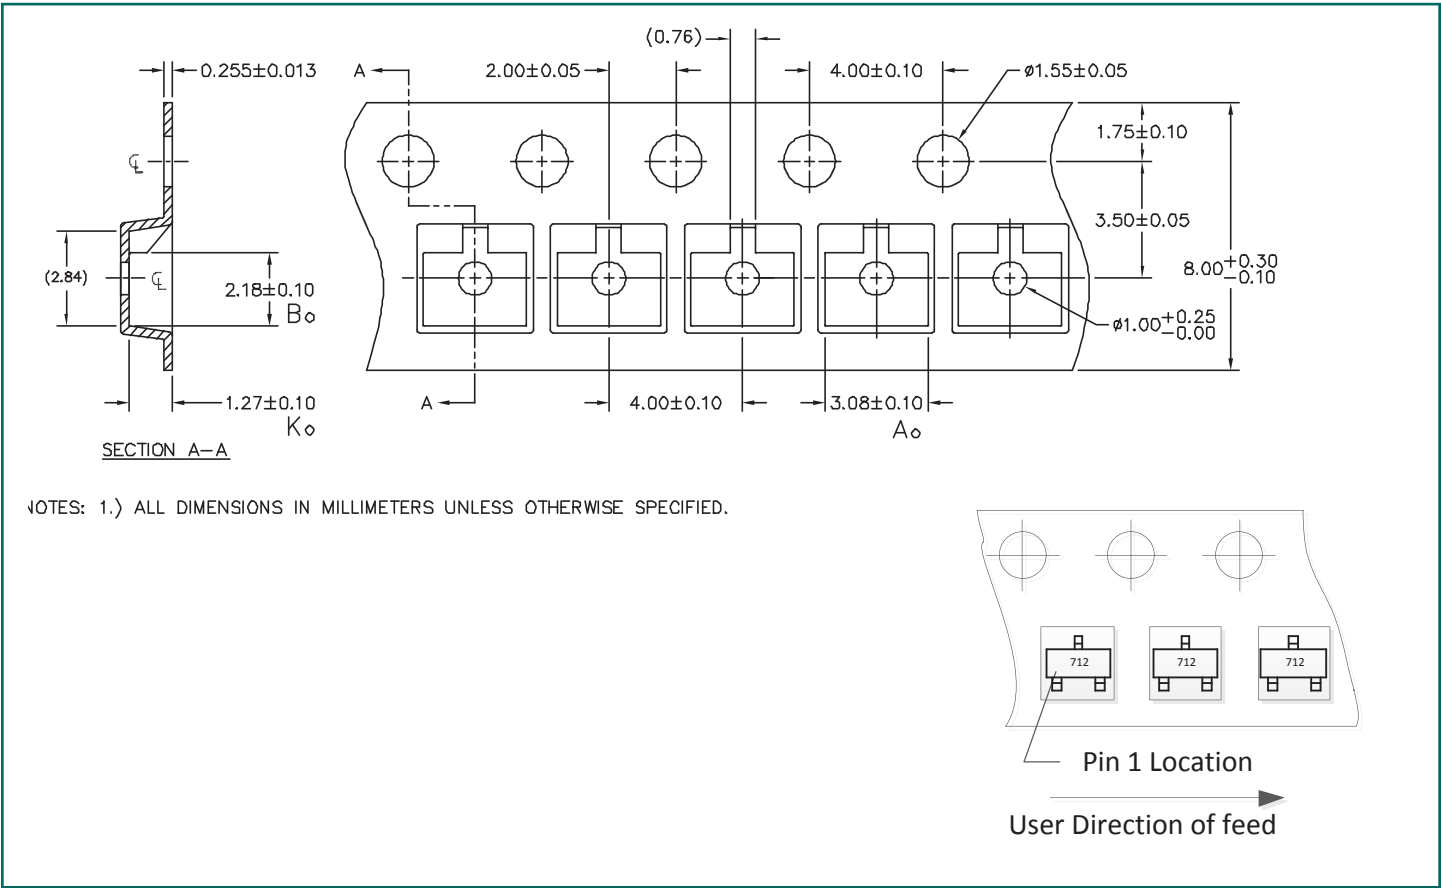 (0.76)
0.255±0.013
A
2.00±0.05
4.00±0.10
ø1.55±0.05
1.75±0.10
℄
3.50±0.05
(2.84)
℄
2.18±0.10
Bo
8.00 +0.30 -0.10
ø1.00 +0.25 -0.00
1.27±0.10
Ko
A
4.00±0.10
3.08±0.10
Ao
SECTION A-A
NOTES: 1.) ALL DIMENSIONS IN MILLIMETERS UNLESS OTHERWISE SPECIFIED.
712 712 712
Pin 1 Location
User Direction of feed